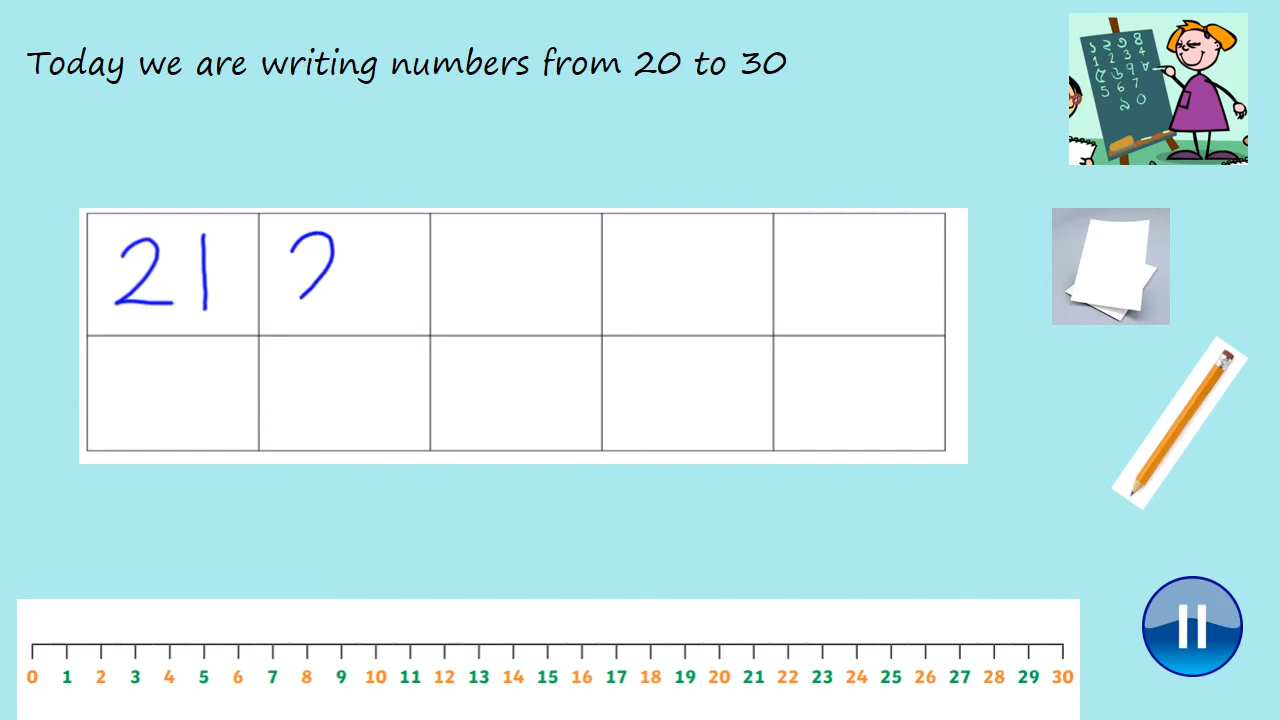 Today we are writing numbers from 20 to 30
21 2
0 1 2 3 4 5 6 7 8 9 10 11 12 13 14 15 16 17 18 19 20 21 22 23 24 25 26 27 28 29 30